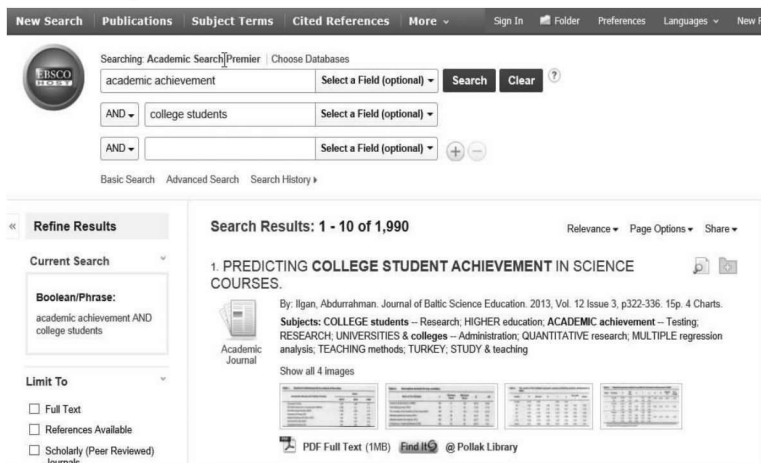 New Search Publications Subject Terms Cited References More Sign In Folder Preferences Languages New
Searching: Academic Search Premier Choose Databases
EBSCO
HOST
academic achievement Select a Field (optional) Search Clear ?
AND college students Select a Field (optional)
AND Select a Field (optional) + −
Basic Search Advanced Search Search History
« Refine Results
Search Results: 1 - 10 of 1,990
Relevance Page Options Share
Current Search
Boolean/Phrase:
academic achievement AND
college students
Limit To
Full Text
References Available
Scholarly (Peer Reviewed)
Journals
1. PREDICTING COLLEGE STUDENT ACHIEVEMENT IN SCIENCE
COURSES.
Academic
Journal
By: Ilgan, Abdurrahman. Journal of Baltic Science Education. 2013, Vol. 12 Issue 3, p322-336. 15p. 4 Charts.
Subjects: COLLEGE students -- Research; HIGHER education; ACADEMIC achievement -- Testing;
RESEARCH; UNIVERSITIES & colleges -- Administration; QUANTITATIVE research; MULTIPLE regression
analysis; TEACHING methods; TURKEY; STUDY & teaching
Show all 4 images
PDF Full Text (1MB) Find It @ Pollak Library